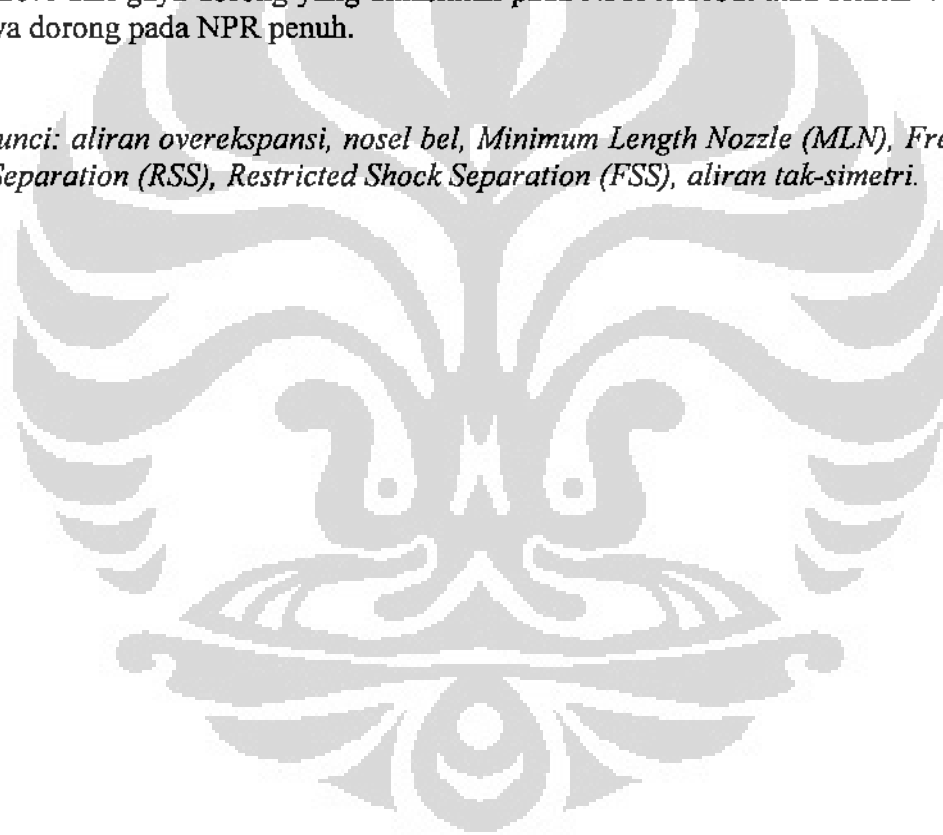 ya dorong pada NPR penuh.
unci: aliran overekspansi, nosel bel, Minimum Length Nozzle (MLN), Fre
Separation (RSS), Restricted Shock Separation (FSS), aliran tak-simetri.